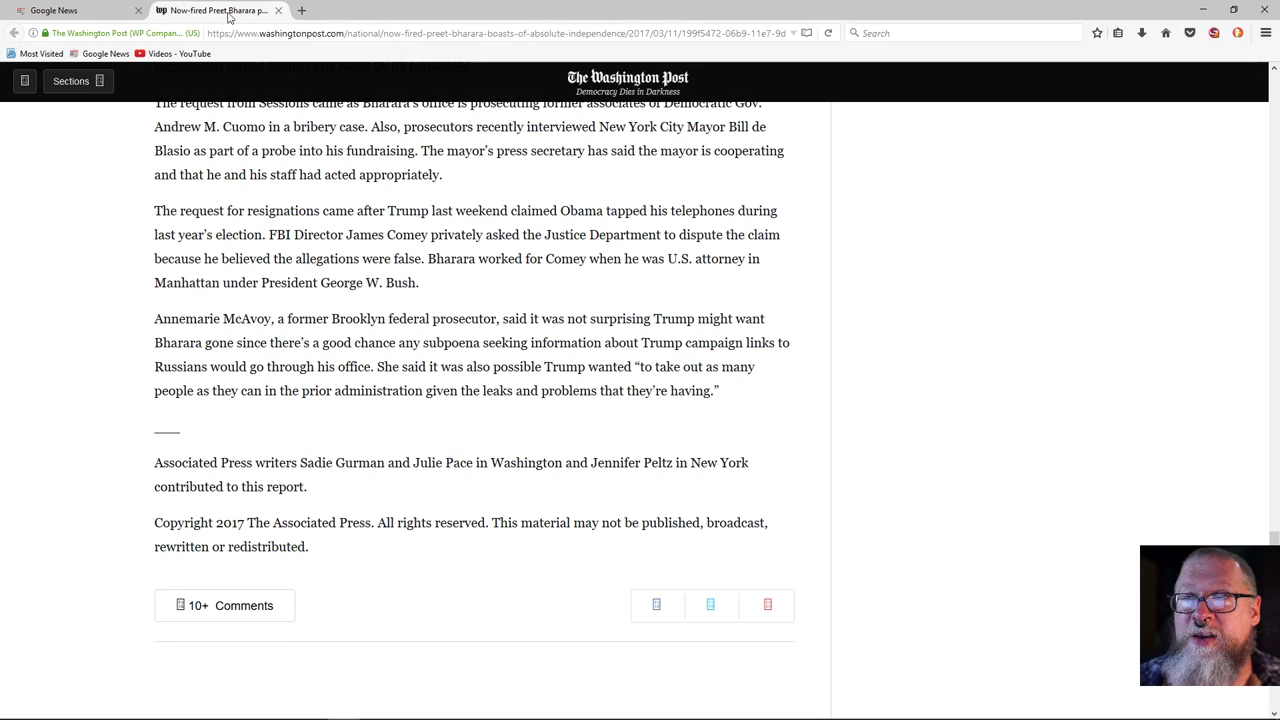 Google News
Now-fired Preet Bharara p...
The Washington Post (WP Compan... (US)
https://www.washingtonpost.com/national/now-fired-preet-bharara-boasts-of-absolute-independence/2017/03/11/199f5472-06b9-11e7-9d
Search
Most Visited
Google News
Videos - YouTube
Sections
The Washington Post
Democracy Dies in Darkness
The request from Sessions came as Bharara's office is prosecuting former associates of Democratic Gov.
Andrew M. Cuomo in a bribery case. Also, prosecutors recently interviewed New York City Mayor Bill de
Blasio as part of a probe into his fundraising. The mayor's press secretary has said the mayor is cooperating
and that he and his staff had acted appropriately.
The request for resignations came after Trump last weekend claimed Obama tapped his telephones during
last year's election. FBI Director James Comey privately asked the Justice Department to dispute the claim
because he believed the allegations were false. Bharara worked for Comey when he was U.S. attorney in
Manhattan under President George W. Bush.
Annemarie McAvoy, a former Brooklyn federal prosecutor, said it was not surprising Trump might want
Bharara gone since there's a good chance any subpoena seeking information about Trump campaign links to
Russians would go through his office. She said it was also possible Trump wanted “to take out as many
people as they can in the prior administration given the leaks and problems that they're having.”
Associated Press writers Sadie Gurman and Julie Pace in Washington and Jennifer Peltz in New York
contributed to this report.
Copyright 2017 The Associated Press. All rights reserved. This material may not be published, broadcast,
rewritten or redistributed.
10+ Comments